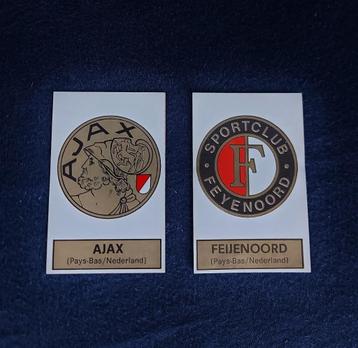 AJAX
AJAX
(Pays-Bas/Nederland)
SPORTCLUB
F
FEYENOORD
FEIJENOORD
(Pays-Bas/Nederland)